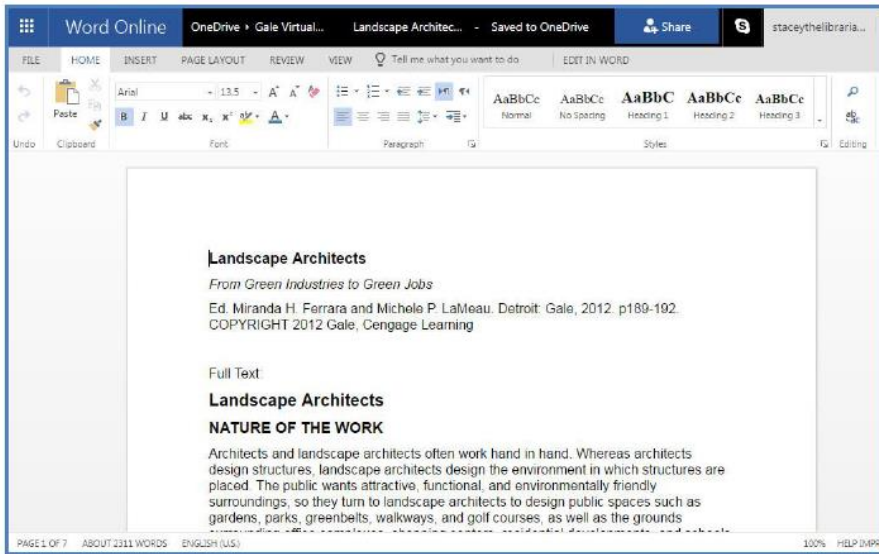 Word Online OneDrive › Gale Virtual... Landscape Architec... - Saved to OneDrive Share staceythelibraria...
FILE HOME INSERT PAGE LAYOUT REVIEW VIEW Tell me what you want to do EDIT IN WORD
Arial 13.5 A A
Paste B I U abc x₂ x² A
AaBbCc AaBbCc AaBbC AaBbCc AaBbCc
Normal No Spacing Heading 1 Heading 2 Heading 3
Undo Clipboard Font Paragraph Styles Editing
Landscape Architects
From Green Industries to Green Jobs
Ed. Miranda H. Ferrara and Michele P. LaMeau. Detroit: Gale, 2012. p189-192.
COPYRIGHT 2012 Gale, Cengage Learning
Full Text:
Landscape Architects
NATURE OF THE WORK
Architects and landscape architects often work hand in hand. Whereas architects
design structures, landscape architects design the environment in which structures are
placed. The public wants attractive, functional, and environmentally friendly
surroundings, so they turn to landscape architects to design public spaces such as
gardens, parks, greenbelts, walkways, and golf courses, as well as the grounds
PAGE 1 OF 7 ABOUT 2311 WORDS ENGLISH (U.S.) 100% HELP IMPR